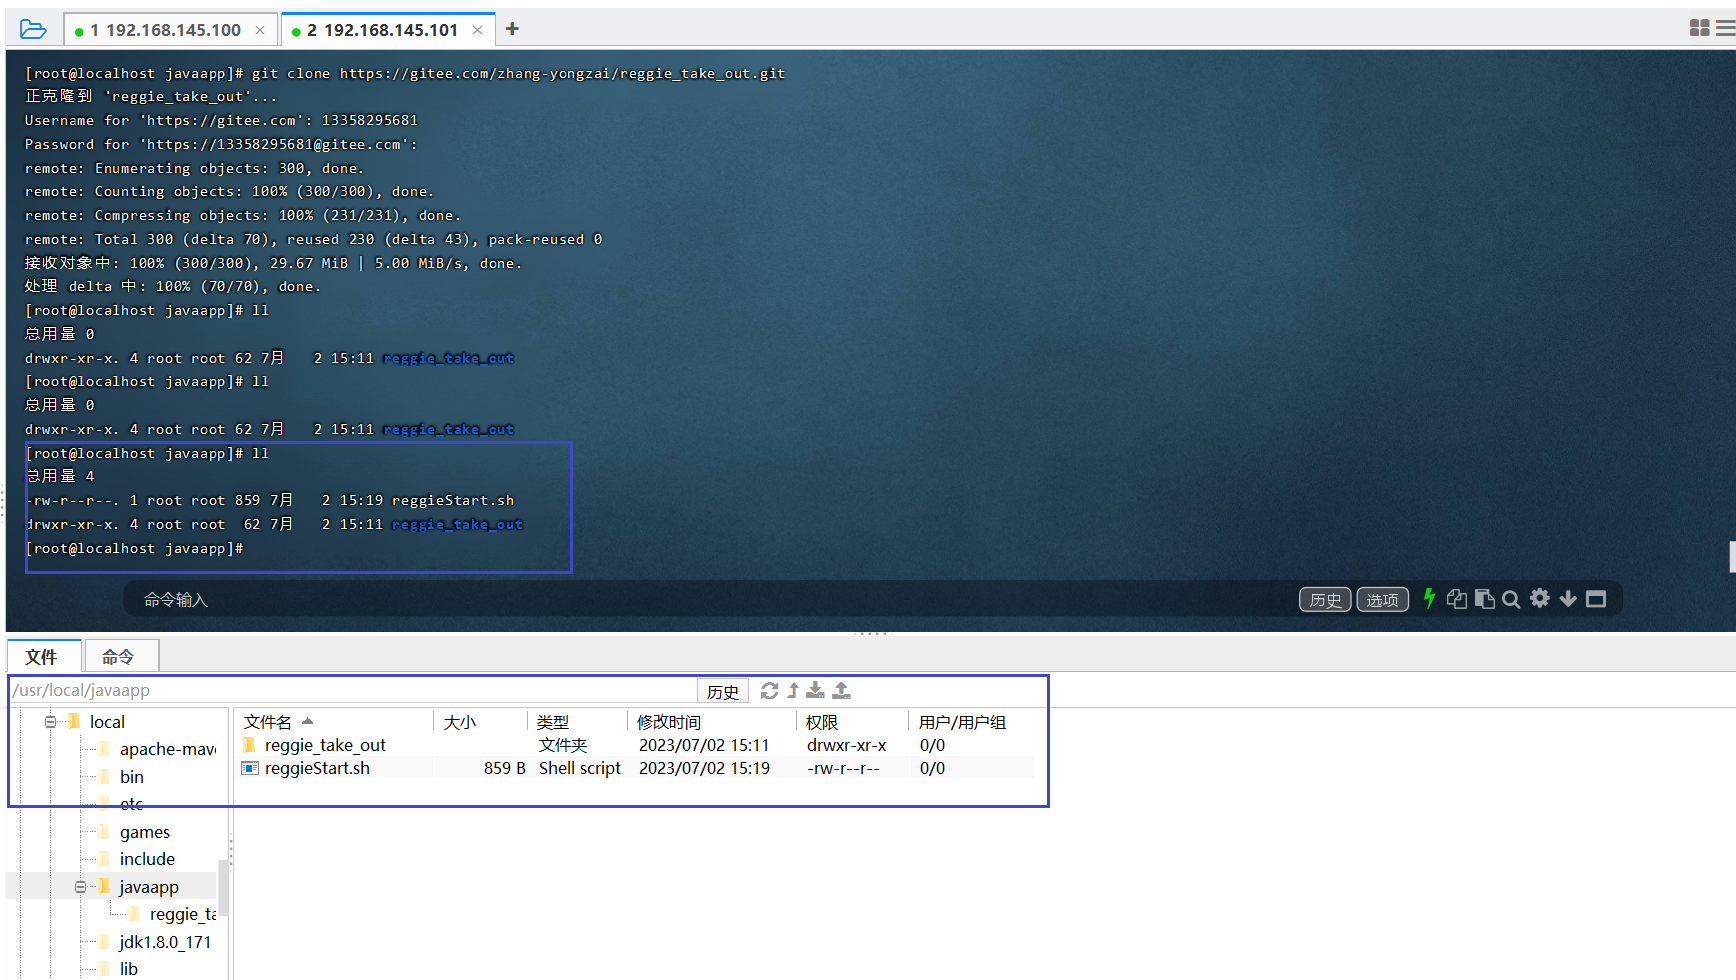 1 192.168.145.100 ×
2 192.168.145.101 ×
[root@localhost javaapp]# git clone https://gitee.com/zhang-yongzai/reggie_take_out.git
正克隆到 'reggie_take_out'...
Username for 'https://gitee.com': 13358295681
Password for 'https://13358295681@gitee.com':
remote: Enumerating objects: 300, done.
remote: Counting objects: 100% (300/300), done.
remote: Compressing objects: 100% (231/231), done.
remote: Total 300 (delta 70), reused 230 (delta 43), pack-reused 0
接收对象中: 100% (300/300), 29.67 MiB | 5.00 MiB/s, done.
处理 delta 中: 100% (70/70), done.
[root@localhost javaapp]# ll
总用量 0
drwxr-xr-x. 4 root root 62 7月   2 15:11 reggie_take_out
[root@localhost javaapp]# ll
总用量 0
drwxr-xr-x. 4 root root 62 7月   2 15:11 reggie_take_out
[root@localhost javaapp]# ll
总用量 4
-rw-r--r--. 1 root root 859 7月   2 15:19 reggieStart.sh
drwxr-xr-x. 4 root root  62 7月   2 15:11 reggie_take_out
[root@localhost javaapp]#
命令输入
历史 选项
文件 命令
/usr/local/javaapp
历史
local
apache-mav
bin
etc
games
include
javaapp
reggie_ta
jdk1.8.0_171
lib
文件名 大小 类型 修改时间 权限 用户/用户组
reggie_take_out 文件夹 2023/07/02 15:11 drwxr-xr-x 0/0
reggieStart.sh 859 B Shell script 2023/07/02 15:19 -rw-r--r-- 0/0